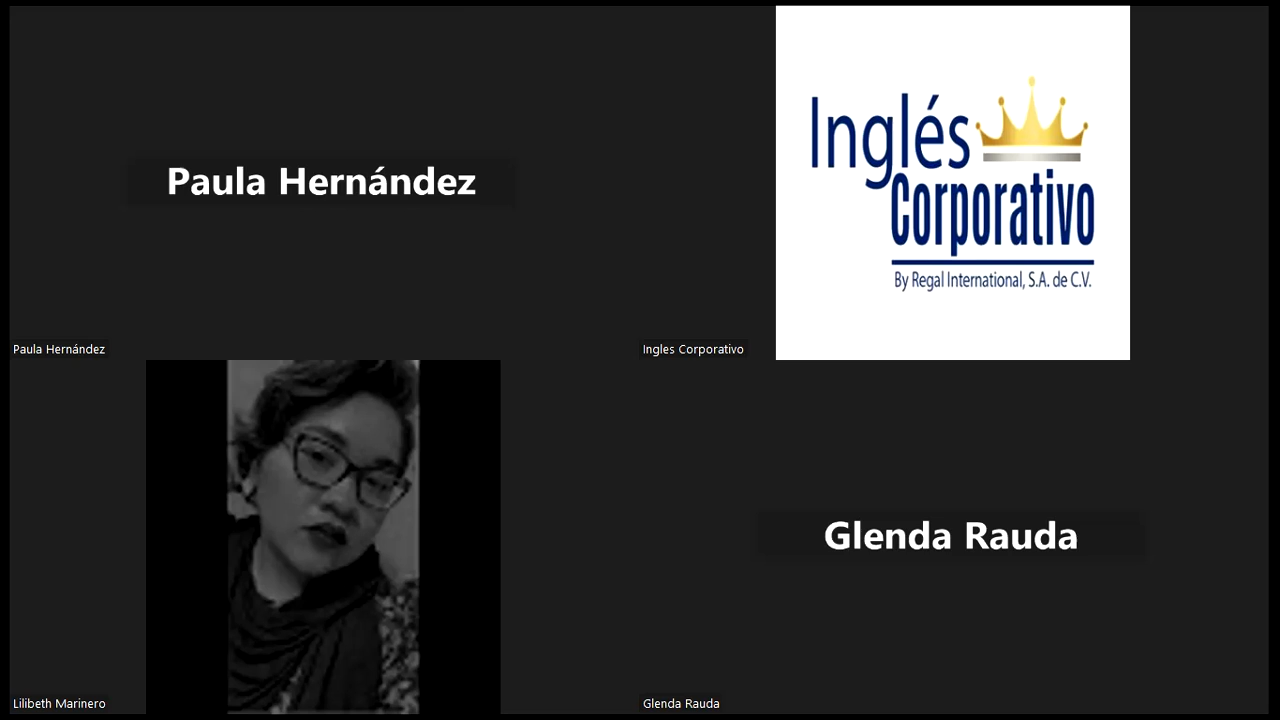 Paula Hernández
Paula Hernández
Inglés
Corporativo
By Regal International, S.A. de C.V.
Ingles Corporativo
Lilibeth Marinero
Glenda Rauda
Glenda Rauda